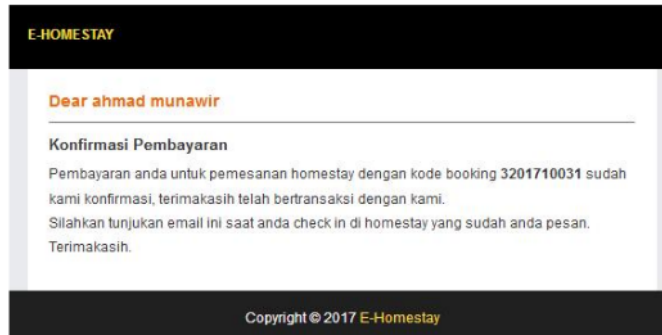 E-HOMESTAY
Dear ahmad munawir
Konfirmasi Pembayaran
Pembayaran anda untuk pemesanan homestay dengan kode booking 3201710031 sudah
kami konfirmasi, terimakasih telah bertransaksi dengan kami.
Silahkan tunjukan email ini saat anda check in di homestay yang sudah anda pesan.
Terimakasih.
Copyright © 2017 E-Homestay